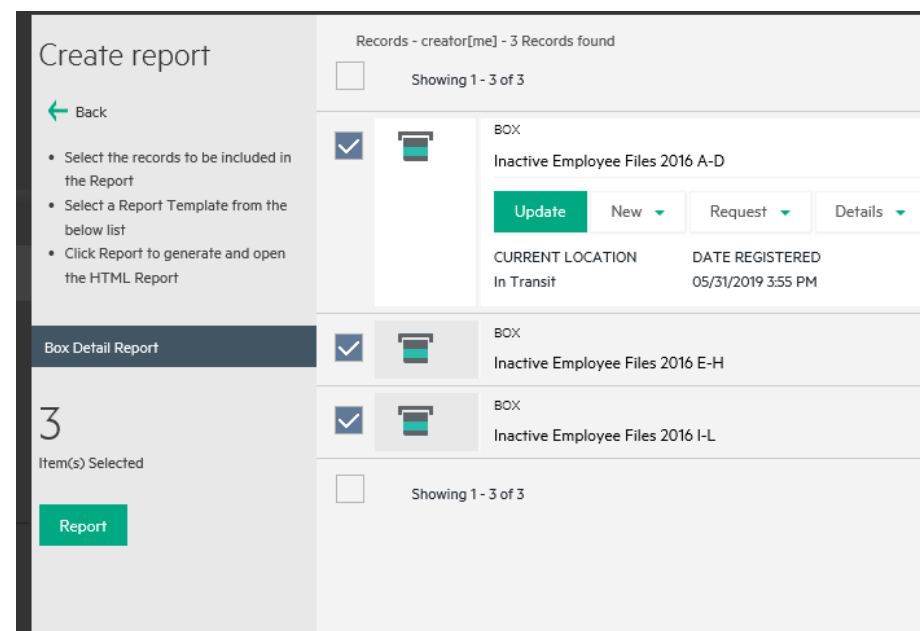 Create report
Back
• Select the records to be included in
the Report
• Select a Report Template from the
below list
• Click Report to generate and open
the HTML Report
Box Detail Report
3
Item(s) Selected
Report
Records - creator[me] - 3 Records found
Showing 1 - 3 of 3
BOX
Inactive Employee Files 2016 A-D
Update New Request Details
CURRENT LOCATION DATE REGISTERED
In Transit 05/31/2019 3:55 PM
BOX
Inactive Employee Files 2016 E-H
BOX
Inactive Employee Files 2016 I-L
Showing 1 - 3 of 3